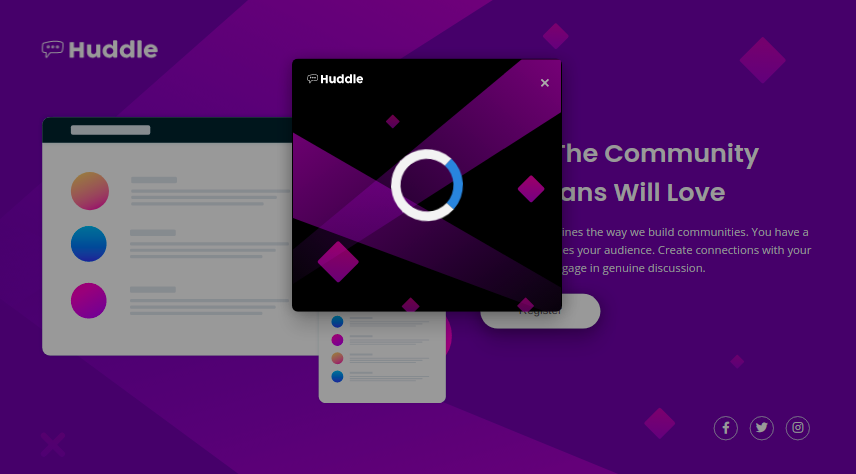 Huddle
Huddle
×
The Community
ans Will Love
ines the way we build communities. You have a
es your audience. Create connections with your
gage in genuine discussion.
Register